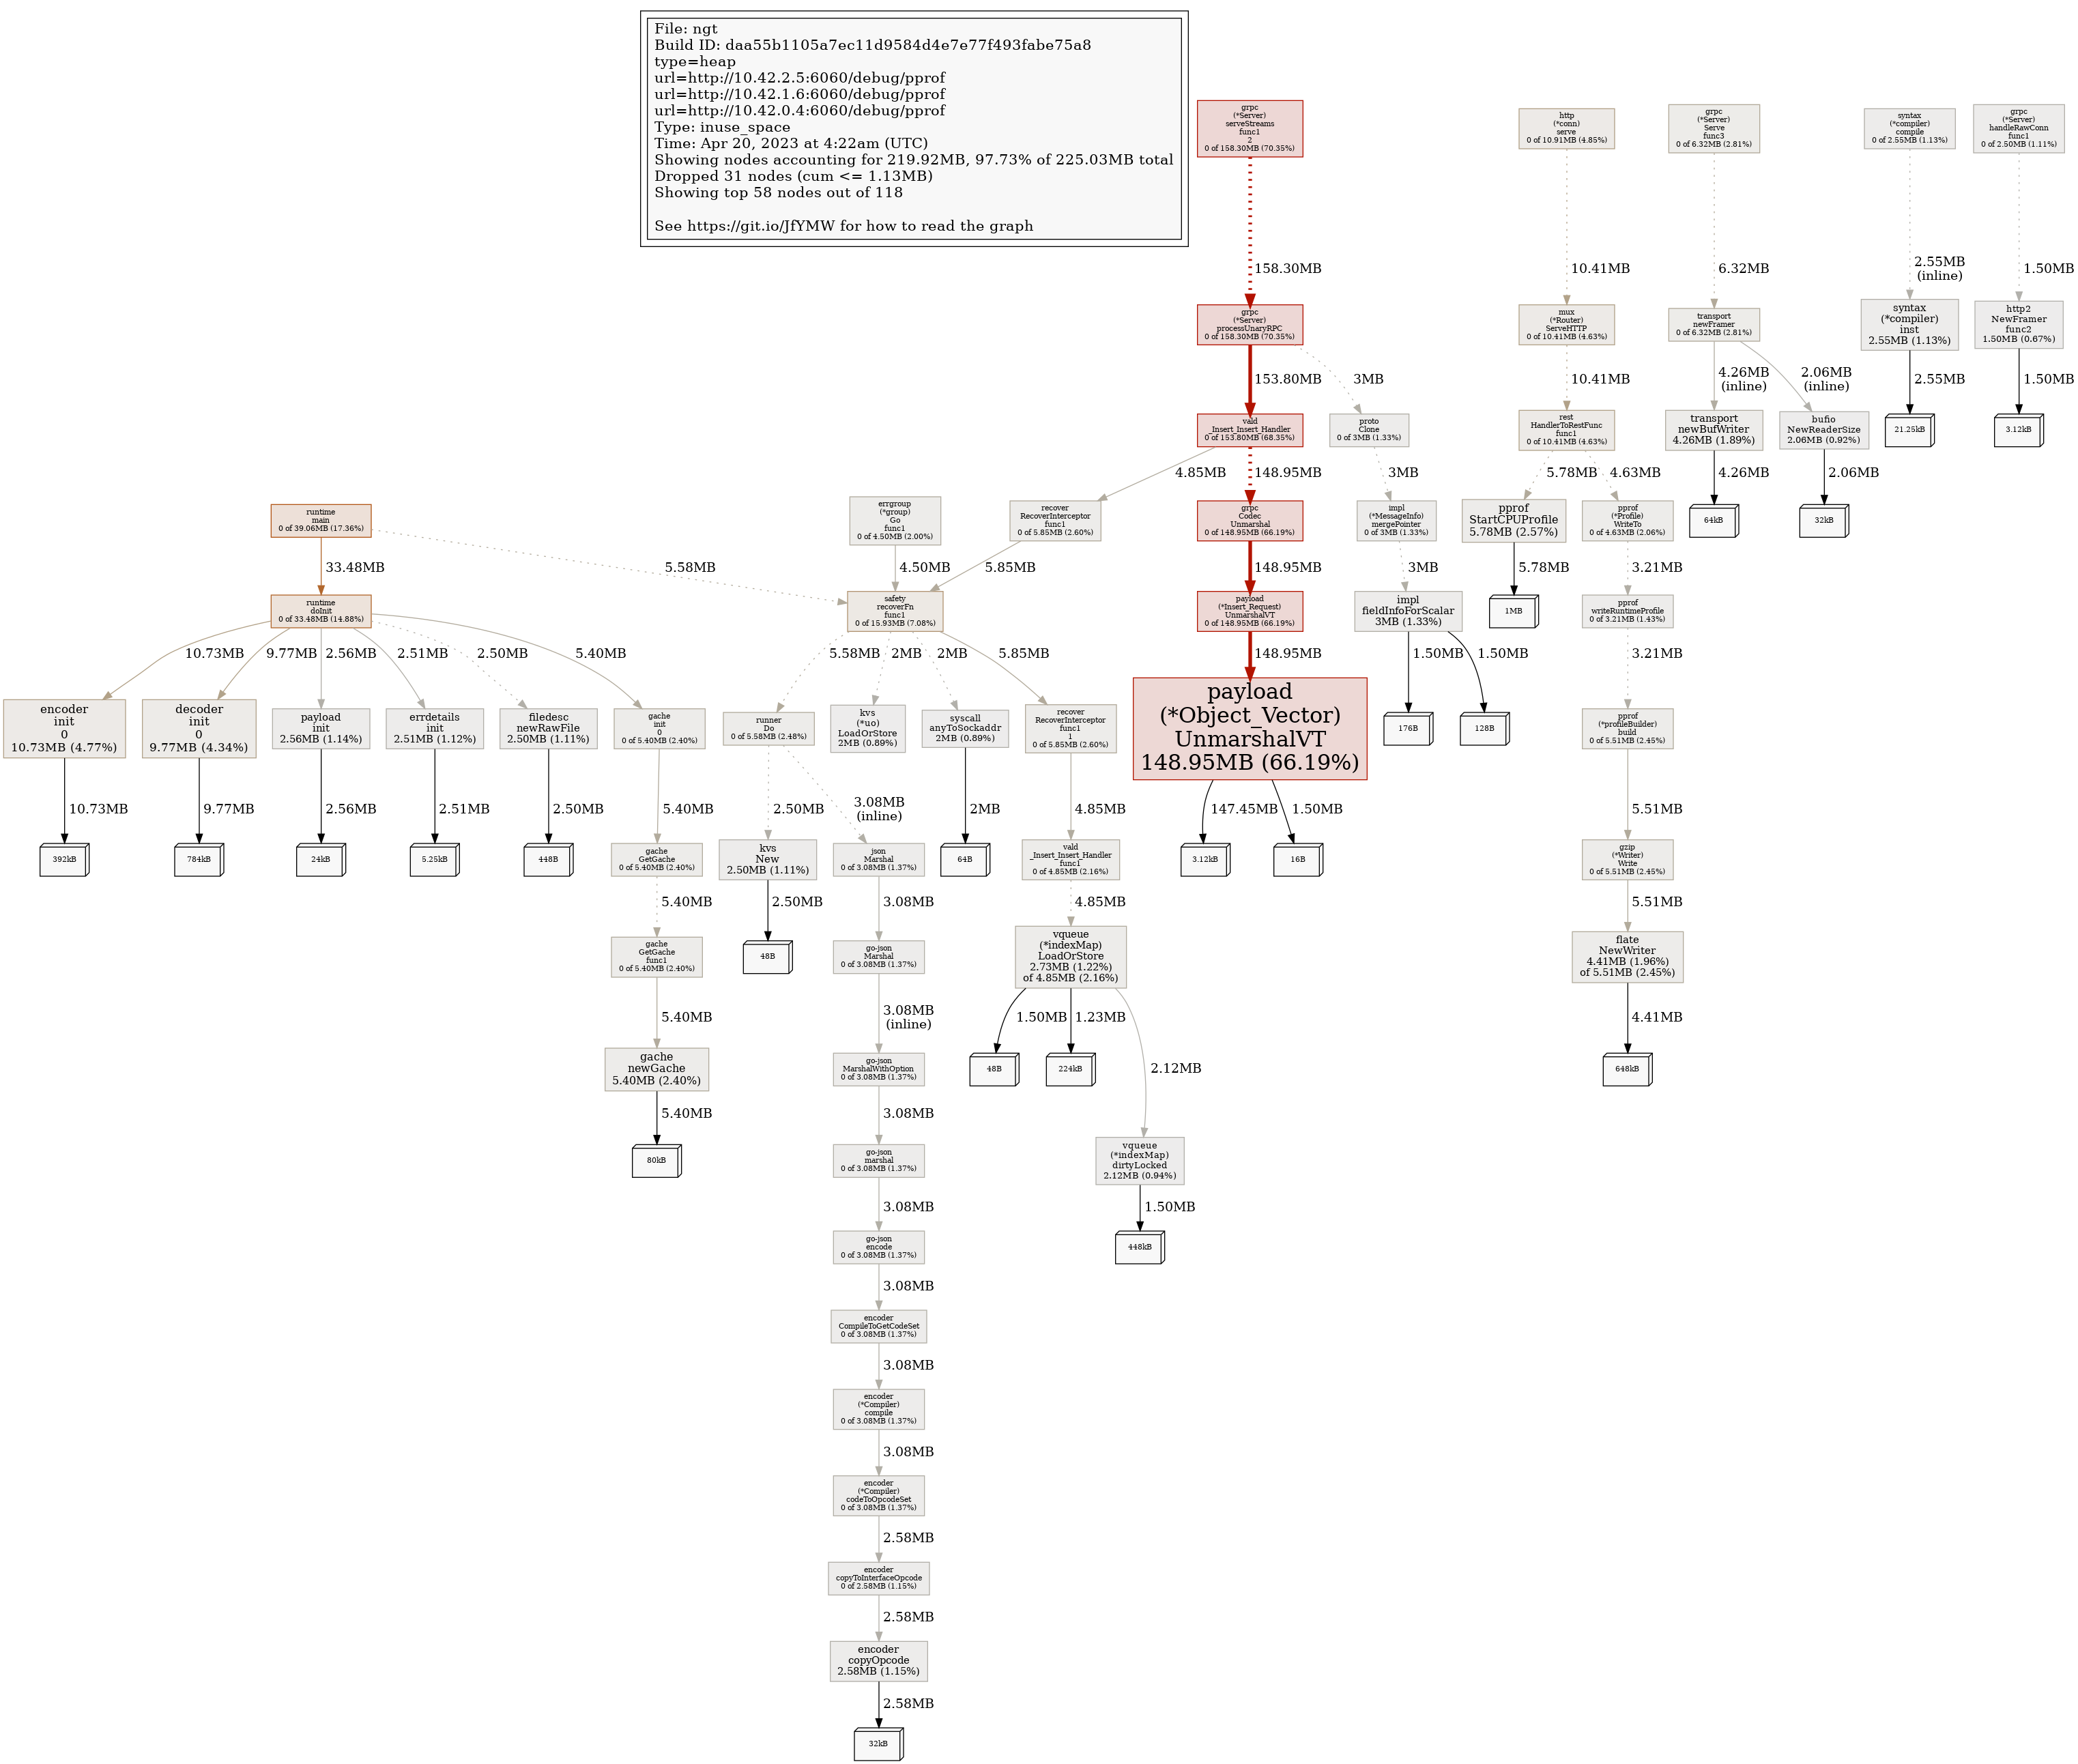 File: ngt
Build ID: daa55b1105a7ec11d9584d4e7e77f493fabe75a8
type=heap
url=http://10.42.2.5:6060/debug/pprof
url=http://10.42.1.6:6060/debug/pprof
url=http://10.42.0.4:6060/debug/pprof
Type: inuse_space
Time: Apr 20, 2023 at 4:22am (UTC)
Showing nodes accounting for 219.92MB, 97.73% of 225.03MB total
Dropped 31 nodes (cum <= 1.13MB)
Showing top 58 nodes out of 118
See https://git.io/JfYMW for how to read the graph
grpc
(*Server)
serveStreams
func1
2
0 of 158.30MB (70.35%)
http
(*conn)
serve
0 of 10.91MB (4.85%)
grpc
(*Server)
Serve
func3
0 of 6.32MB (2.81%)
syntax
(*compiler)
compile
0 of 2.55MB (1.13%)
grpc
(*Server)
handleRawConn
func1
0 of 2.50MB (1.11%)
158.30MB
10.41MB
6.32MB
2.55MB
(inline)
1.50MB
grpc
(*Server)
processUnaryRPC
0 of 158.30MB (70.35%)
mux
(*Router)
ServeHTTP
0 of 10.41MB (4.63%)
transport
newFramer
0 of 6.32MB (2.81%)
syntax
(*compiler)
inst
2.55MB (1.13%)
http2
NewFramer
func2
1.50MB (0.67%)
153.80MB
3MB
10.41MB
4.26MB
(inline)
2.06MB
(inline)
2.55MB
1.50MB
vald
_Insert_Insert_Handler
0 of 153.80MB (68.35%)
proto
Clone
0 of 3MB (1.33%)
rest
HandlerToRestFunc
func1
0 of 10.41MB (4.63%)
transport
newBufWriter
4.26MB (1.89%)
bufio
NewReaderSize
2.06MB (0.92%)
21.25kB
3.12kB
4.85MB
148.95MB
3MB
5.78MB
4.63MB
4.26MB
2.06MB
runtime
main
0 of 39.06MB (17.36%)
errgroup
(*group)
Go
func1
0 of 4.50MB (2.00%)
recover
RecoverInterceptor
func1
0 of 5.85MB (2.60%)
grpc
Codec
Unmarshal
0 of 148.95MB (66.19%)
impl
(*MessageInfo)
mergePointer
0 of 3MB (1.33%)
pprof
StartCPUProfile
5.78MB (2.57%)
pprof
(*Profile)
WriteTo
0 of 4.63MB (2.06%)
64kB
32kB
33.48MB
5.58MB
4.50MB
5.85MB
148.95MB
3MB
5.78MB
3.21MB
runtime
doInit
0 of 33.48MB (14.88%)
safety
recoverFn
func1
0 of 15.93MB (7.08%)
payload
(*Insert_Request)
UnmarshalVT
0 of 148.95MB (66.19%)
impl
fieldInfoForScalar
3MB (1.33%)
1MB
pprof
writeRuntimeProfile
0 of 3.21MB (1.43%)
10.73MB
9.77MB
2.56MB
2.51MB
2.50MB
5.40MB
5.58MB
2MB
2MB
5.85MB
148.95MB
1.50MB
1.50MB
3.21MB
encoder
init
0
10.73MB (4.77%)
decoder
init
0
9.77MB (4.34%)
payload
init
2.56MB (1.14%)
errdetails
init
2.51MB (1.12%)
filedesc
newRawFile
2.50MB (1.11%)
gache
init
0
0 of 5.40MB (2.40%)
runner
Do
0 of 5.58MB (2.48%)
kvs
(*uo)
LoadOrStore
2MB (0.89%)
syscall
anyToSockaddr
2MB (0.89%)
recover
RecoverInterceptor
func1
1
0 of 5.85MB (2.60%)
payload
(*Object_Vector)
UnmarshalVT
148.95MB (66.19%)
176B
128B
pprof
(*profileBuilder)
build
0 of 5.51MB (2.45%)
10.73MB
9.77MB
2.56MB
2.51MB
2.50MB
5.40MB
2.50MB
3.08MB
(inline)
2MB
4.85MB
147.45MB
1.50MB
5.51MB
392kB
784kB
24kB
5.25kB
448B
gache
GetGache
0 of 5.40MB (2.40%)
kvs
New
2.50MB (1.11%)
json
Marshal
0 of 3.08MB (1.37%)
64B
vald
_Insert_Insert_Handler
func1
0 of 4.85MB (2.16%)
3.12kB
16B
gzip
(*Writer)
Write
0 of 5.51MB (2.45%)
5.40MB
2.50MB
3.08MB
4.85MB
5.51MB
gache
GetGache
func1
0 of 5.40MB (2.40%)
48B
go-json
Marshal
0 of 3.08MB (1.37%)
vqueue
(*indexMap)
LoadOrStore
2.73MB (1.22%)
of 4.85MB (2.16%)
flate
NewWriter
4.41MB (1.96%)
of 5.51MB (2.45%)
5.40MB
3.08MB
(inline)
1.50MB
1.23MB
2.12MB
4.41MB
gache
newGache
5.40MB (2.40%)
go-json
MarshalWithOption
0 of 3.08MB (1.37%)
48B
224kB
648kB
5.40MB
3.08MB
80kB
go-json
marshal
0 of 3.08MB (1.37%)
vqueue
(*indexMap)
dirtyLocked
2.12MB (0.94%)
3.08MB
1.50MB
go-json
encode
0 of 3.08MB (1.37%)
448kB
3.08MB
encoder
CompileToGetCodeSet
0 of 3.08MB (1.37%)
3.08MB
encoder
(*Compiler)
compile
0 of 3.08MB (1.37%)
3.08MB
encoder
(*Compiler)
codeToOpcodeSet
0 of 3.08MB (1.37%)
2.58MB
encoder
copyToInterfaceOpcode
0 of 2.58MB (1.15%)
2.58MB
encoder
copyOpcode
2.58MB (1.15%)
2.58MB
32kB